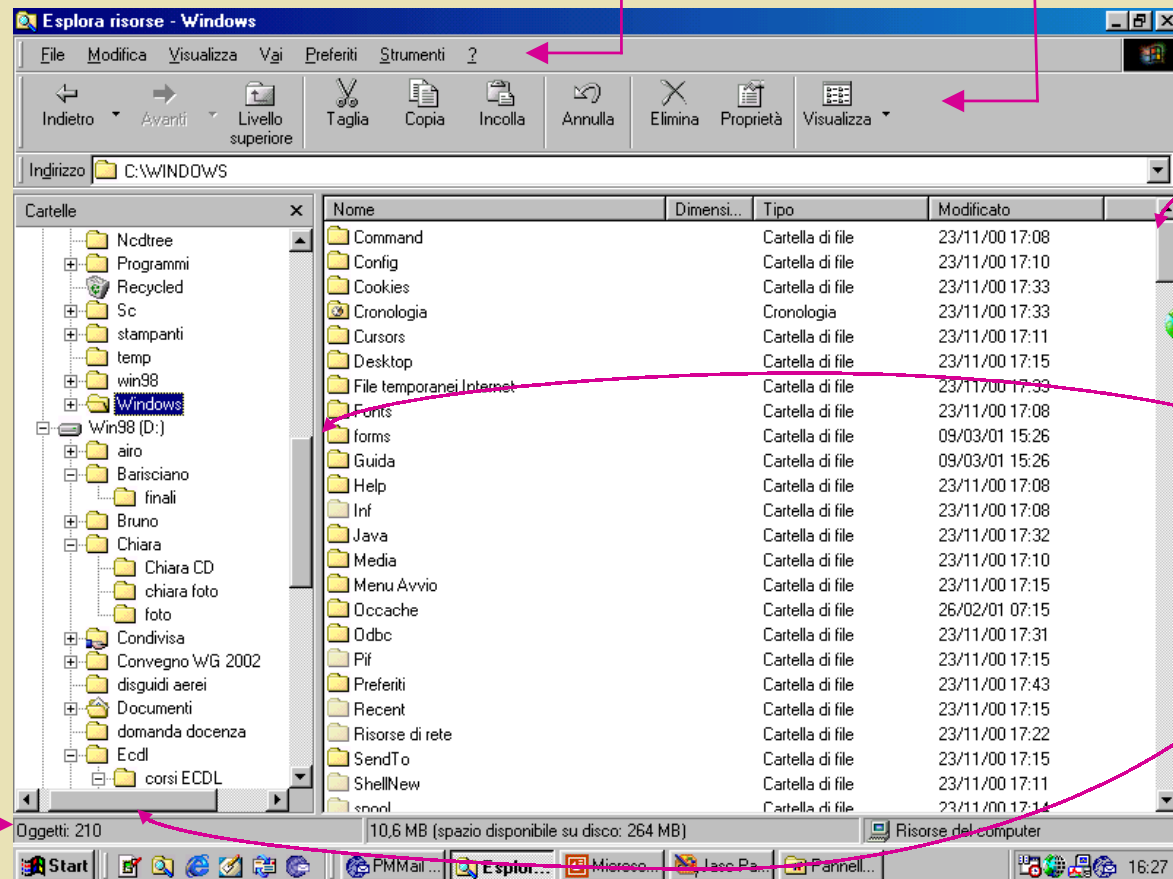 Esplora risorse - Windows
File Modifica Visualizza Vai Preferiti Strumenti ?
Indietro Avanti Livello superiore Taglia Copia Incolla Annulla Elimina Proprietà Visualizza
Indirizzo C:\WINDOWS
Cartelle
Ncdtree
Programmi
Recycled
Sc
stampanti
temp
win98
Windows
Win98 (D:)
airo
Barisciano
finali
Bruno
Chiara
Chiara CD
chiara foto
foto
Condivisa
Convegno WG 2002
disguidi aerei
Documenti
domanda docenza
Ecdl
corsi ECDL
Nome Dimensi... Tipo Modificato
Command Cartella di file 23/11/00 17:08
Config Cartella di file 23/11/00 17:10
Cookies Cartella di file 23/11/00 17:33
Cronologia Cronologia 23/11/00 17:33
Cursors Cartella di file 23/11/00 17:11
Desktop Cartella di file 23/11/00 17:15
File temporanei Internet Cartella di file 23/11/00 17:33
Fonts Cartella di file 23/11/00 17:08
forms Cartella di file 09/03/01 15:26
Guida Cartella di file 09/03/01 15:26
Help Cartella di file 23/11/00 17:08
Inf Cartella di file 23/11/00 17:08
Java Cartella di file 23/11/00 17:32
Media Cartella di file 23/11/00 17:10
Menu Avvio Cartella di file 23/11/00 17:15
Occache Cartella di file 26/02/01 07:15
Odbc Cartella di file 23/11/00 17:31
Pif Cartella di file 23/11/00 17:15
Preferiti Cartella di file 23/11/00 17:43
Recent Cartella di file 23/11/00 17:15
Risorse di rete Cartella di file 23/11/00 17:22
SendTo Cartella di file 23/11/00 17:15
ShellNew Cartella di file 23/11/00 17:11
spool Cartella di file 23/11/00 17:14
Oggetti: 210 10,6 MB (spazio disponibile su disco: 264 MB) Risorse del computer
Start PMMail ... Esplor... Microso... Jasc Pa... Pannell... 16:27